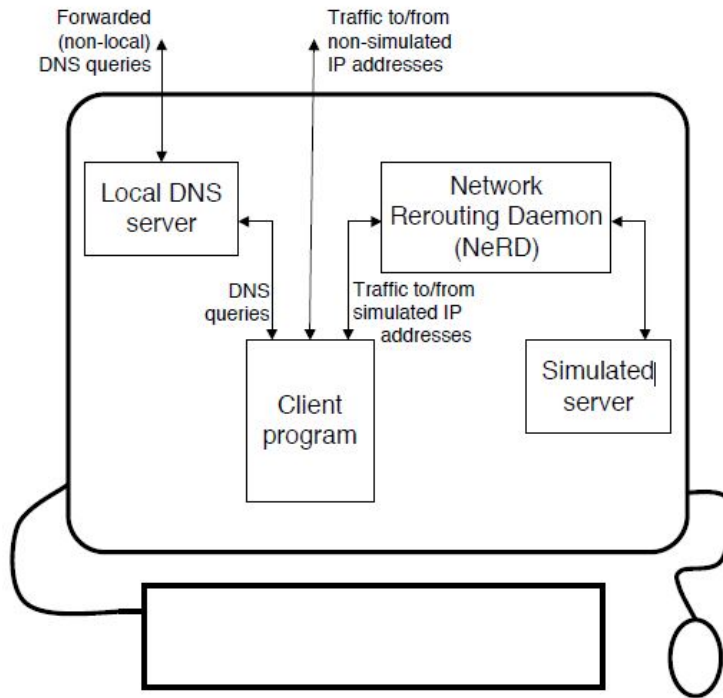 Forwarded
(non-local)
DNS queries
Traffic to/from
non-simulated
IP addresses
Local DNS
server
Network
Rerouting Daemon
(NeRD)
DNS
queries
Traffic to/from
simulated IP
addresses
Client
program
Simulated
server